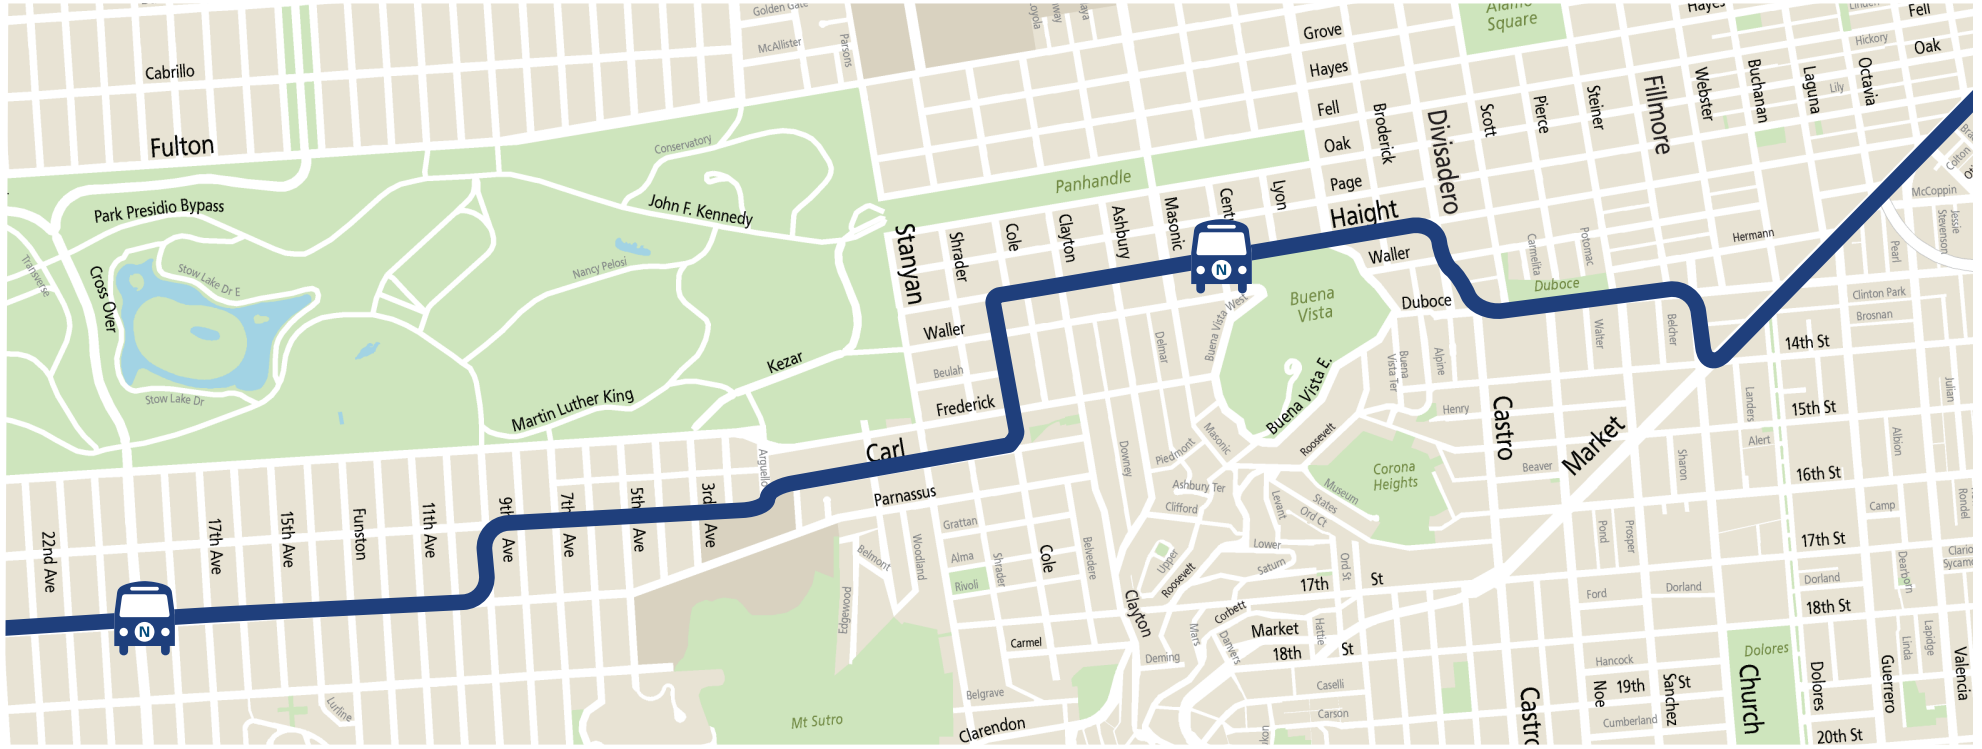 Golden Gate
McAllister
Parsons
Cabrillo
Fulton
Conservatory
Park Presidio Bypass
John F. Kennedy
Transverse
Cross Over
Stow Lake Dr E
Nancy Pelosi
Stow Lake Dr
Martin Luther King
Kezar
Panhandle
Stanyan
Shrader
Cole
Clayton
Ashbury
Masonic
Lyon
Grove
Hayes
Fell
Oak
Page
Haight
Broderick
Divisadero
Scott
Pierce
Steiner
Fillmore
Webster
Buchanan
Laguna
Octavia
Alamo
Square
Hayes
Fell
Hickory
Oak
Lily
McCoppin
Jessie
Stevenson
Pearl
Colton
Hermann
Waller
Duboce
Carmelita
Potomac
Duboce
Clinton Park
Brosnan
Belcher
Walter
14th St
Waller
Beulah
Frederick
Carl
Parnassus
Arguello
N
Buena
Vista
Buena Vista West
Buena Vista E.
Delmar
Buena
Vista Ter
Alpine
Henry
Castro
Market
Beaver
Landers
Alert
Sharon
15th St
Julian
Albion
16th St
Camp
Rondel
17th St
Dearborn
Dorland
18th St
Roosevelt
Masonic
Piedmont
Downey
Ashbury Ter
Clifford
Corona
Heights
Museum
States
Ord Ct
Levant
Lower
Saturn
Ord St
Upper
Roosevelt
17th St
Corbett
Market
18th St
Hattie
Danvers
Mars
Deming
Clayton
Caselli
Carson
Pond
Prosper
Ford
Dorland
Hancock
Noe
19th St
Sanchez
Cumberland
Castro
Church
Dolores
Dolores
Guerrero
Linda
Lapidge
Valencia
20th St
22nd Ave
17th Ave
15th Ave
Funston
11th Ave
9th Ave
7th Ave
5th Ave
3rd Ave
N
Lurline
Mt Sutro
Edgewood
Belmont
Woodland
Grattan
Alma
Rivoli
Shrader
Cole
Belvedere
Carmel
Belgrave
Clarendon